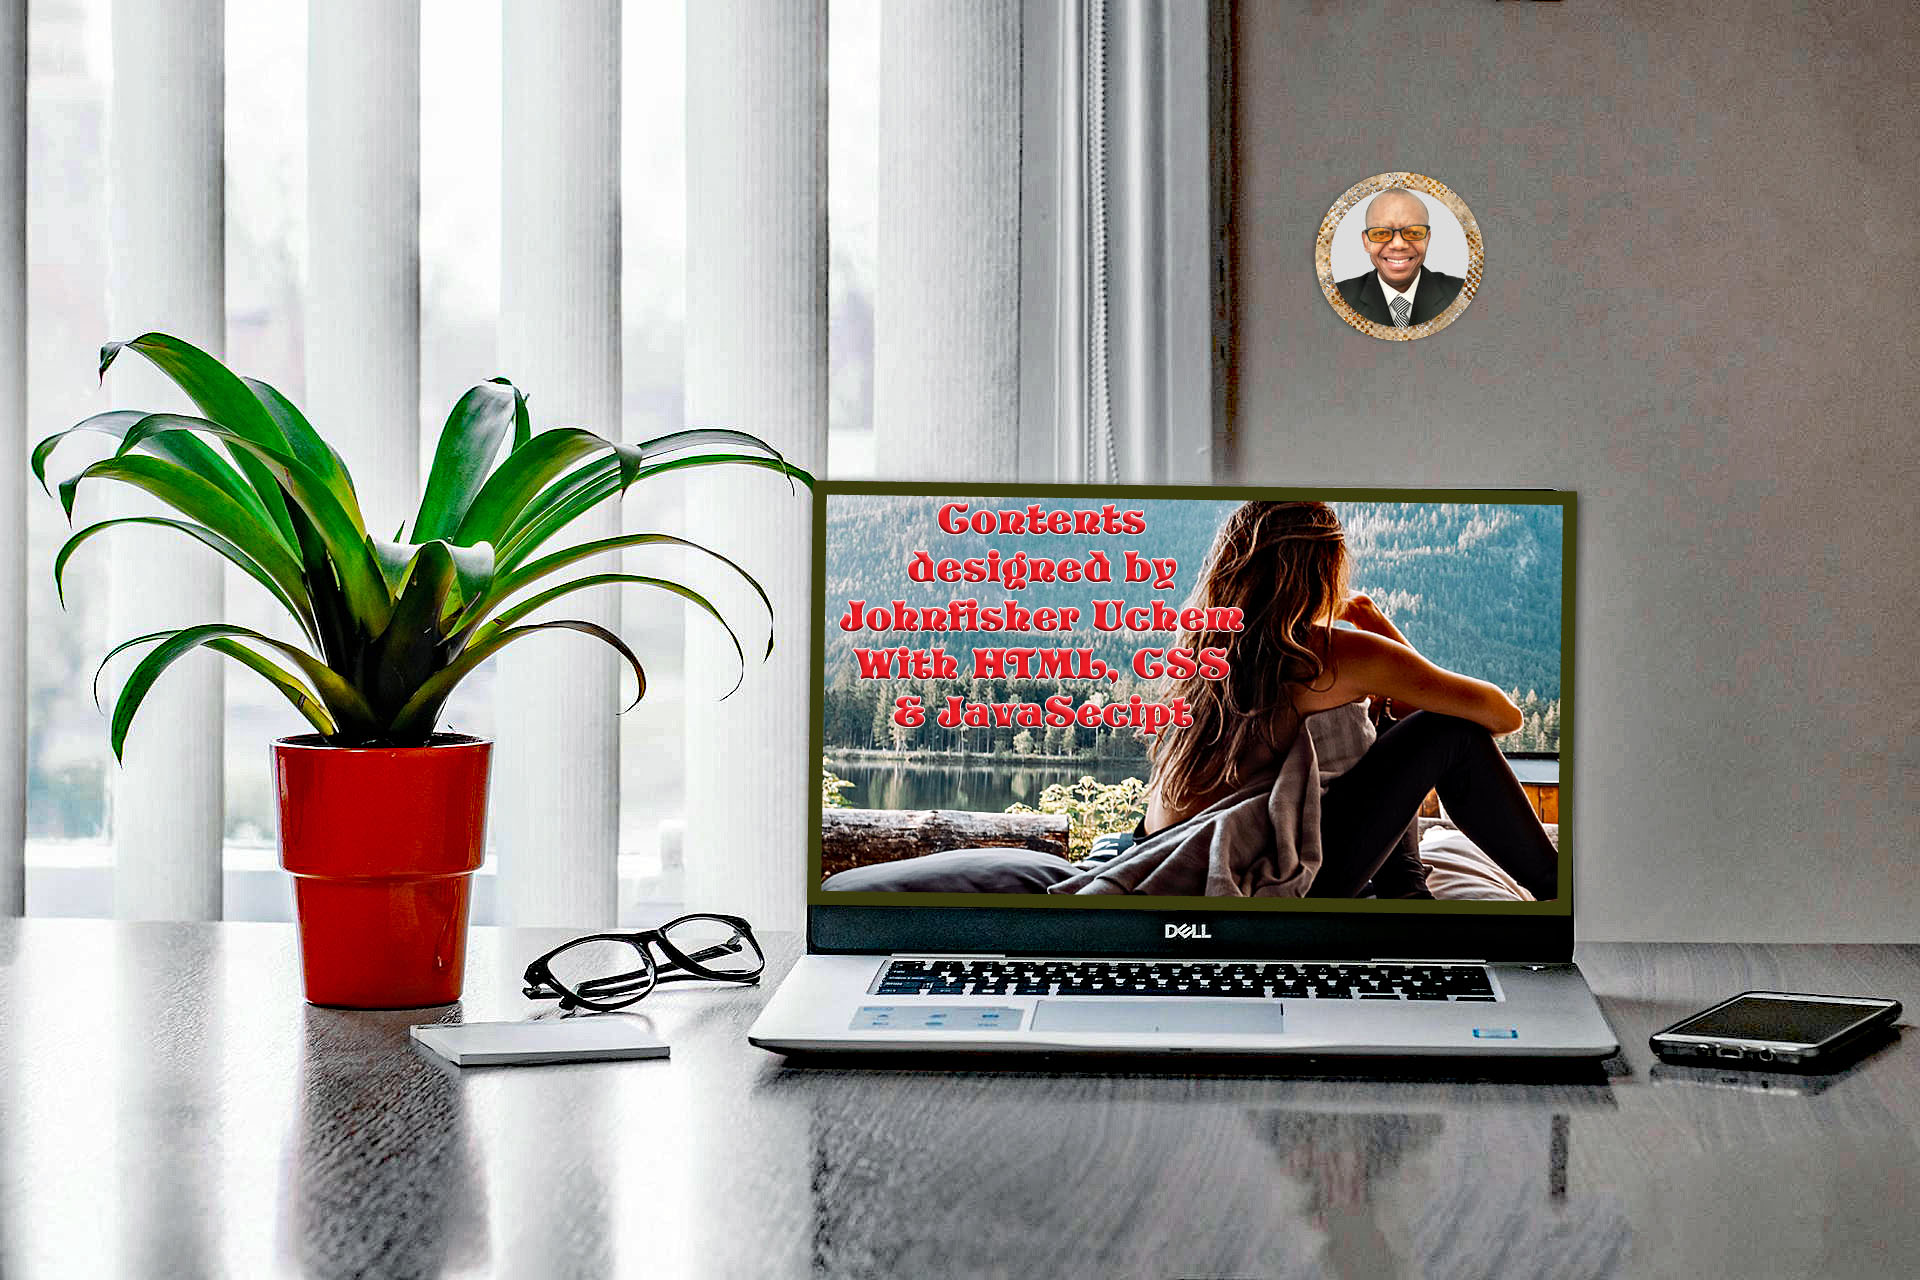 Contents
designed by
Johnfisher Uchem
With HTML, CSS
& JavaSecipt
DELL